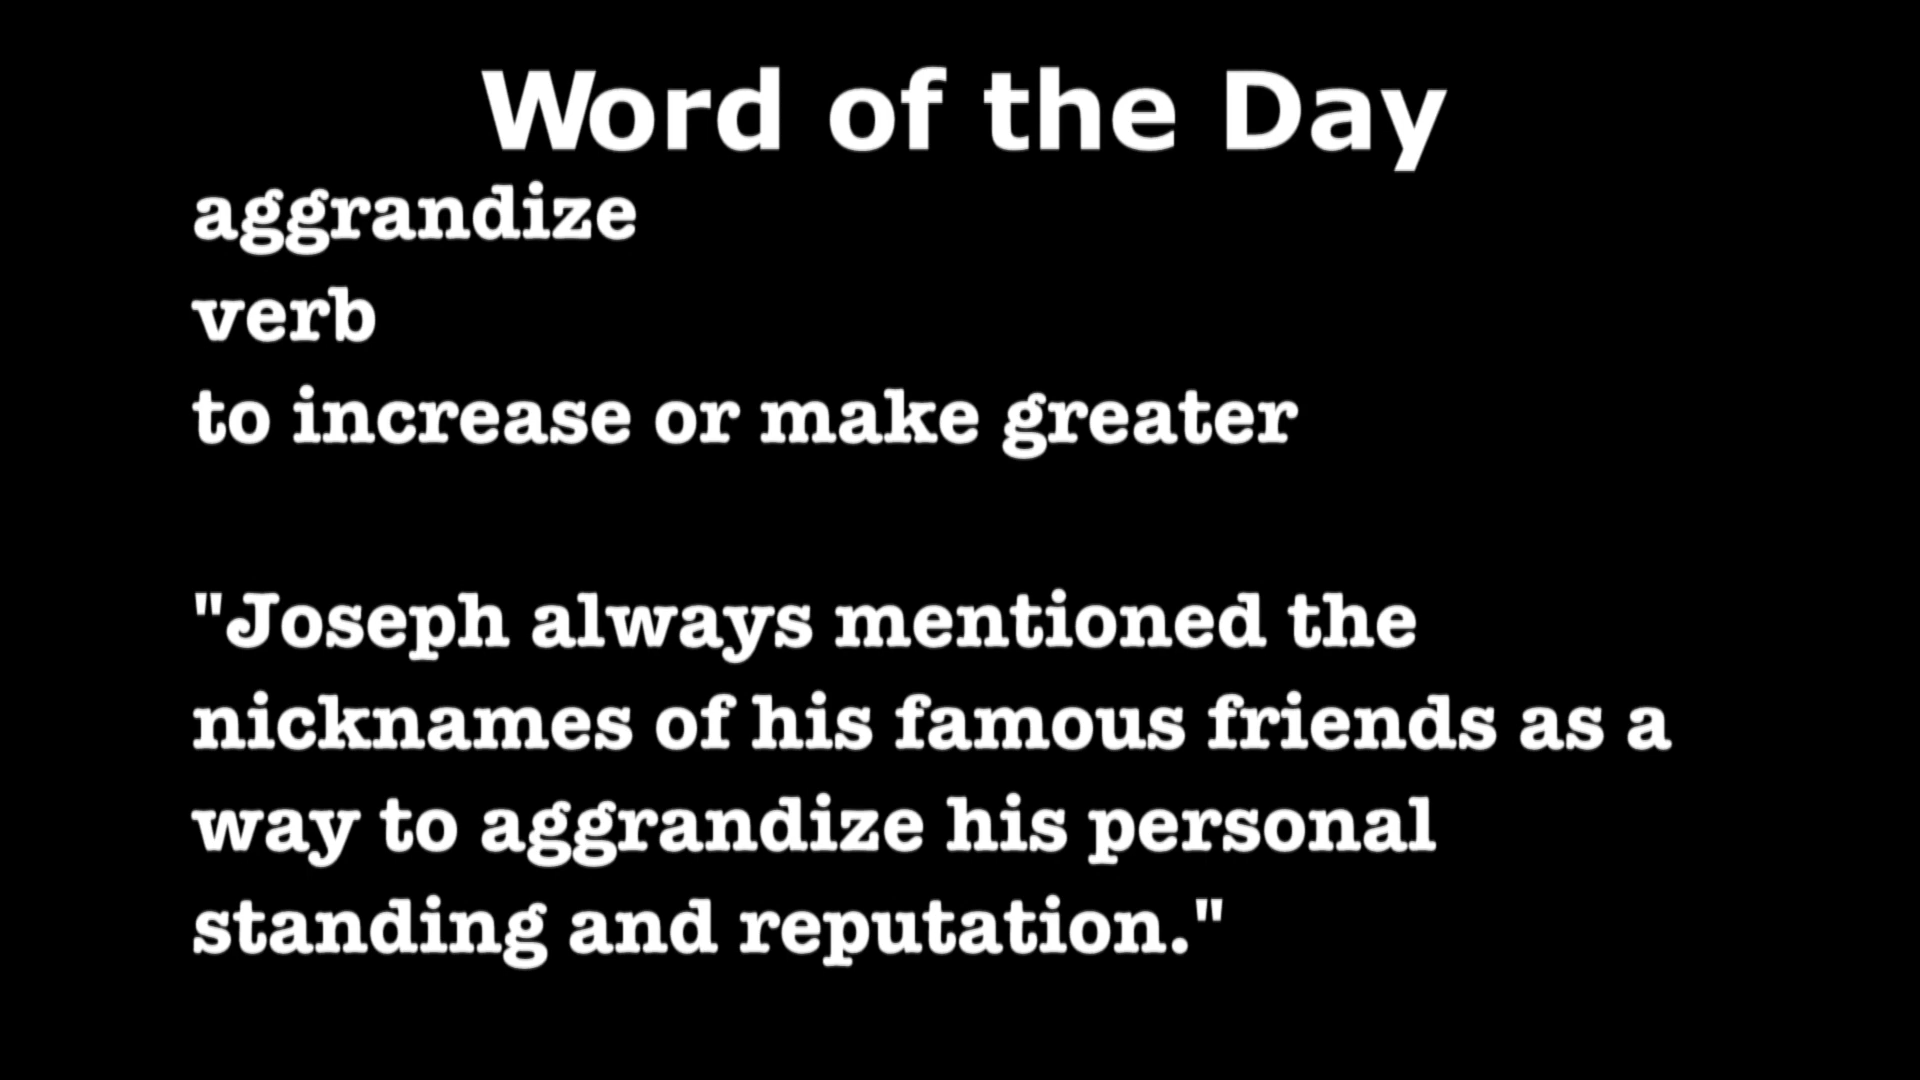 Word of the Day
aggrandize
verb
to increase or make greater
"Joseph always mentioned the
nicknames of his famous friends as a
way to aggrandize his personal
standing and reputation."